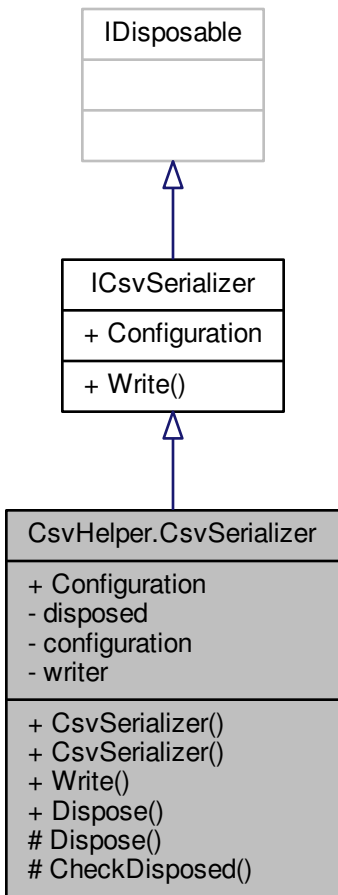 IDisposable
ICsvSerializer
+ Configuration
+ Write()
CsvHelper.CsvSerializer
+ Configuration
- disposed
- configuration
- writer
+ CsvSerializer()
+ CsvSerializer()
+ Write()
+ Dispose()
# Dispose()
# CheckDisposed()